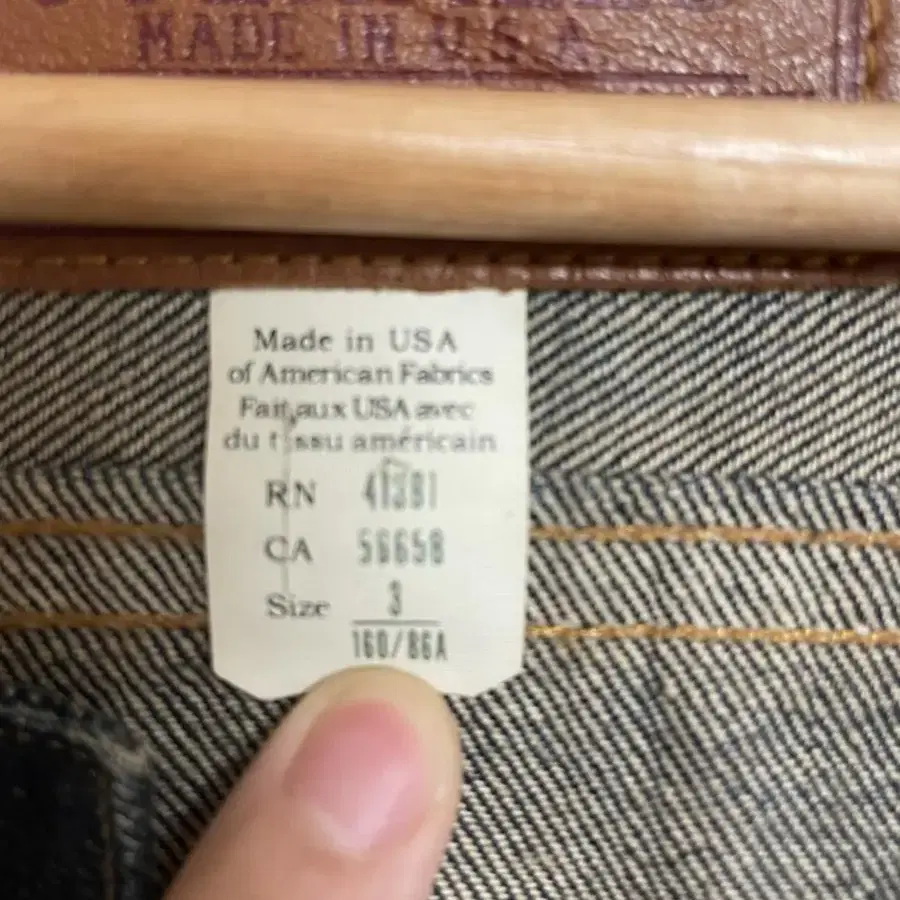 MADE IN U.S.A.
Made in USA
of American Fabrics
Fait aux USA avec
du tissu américain
RN 41381
CA 56658
Size 3
160/86A